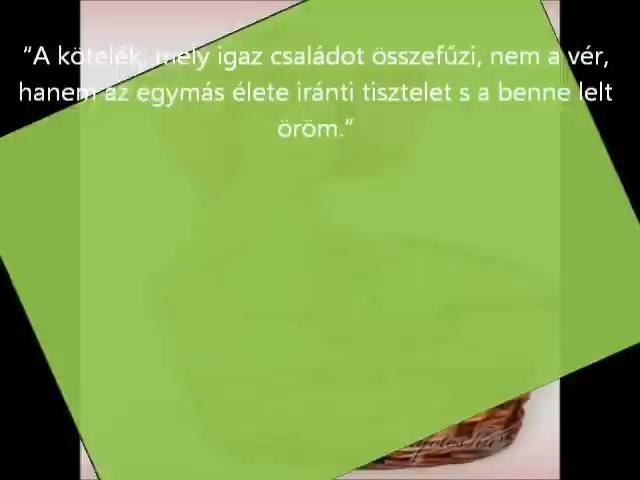 “A kötelék, mely igaz családot összefűzi, nem a vér,
hanem az egymás élete iránti tisztelet s a benne lelt
öröm.”